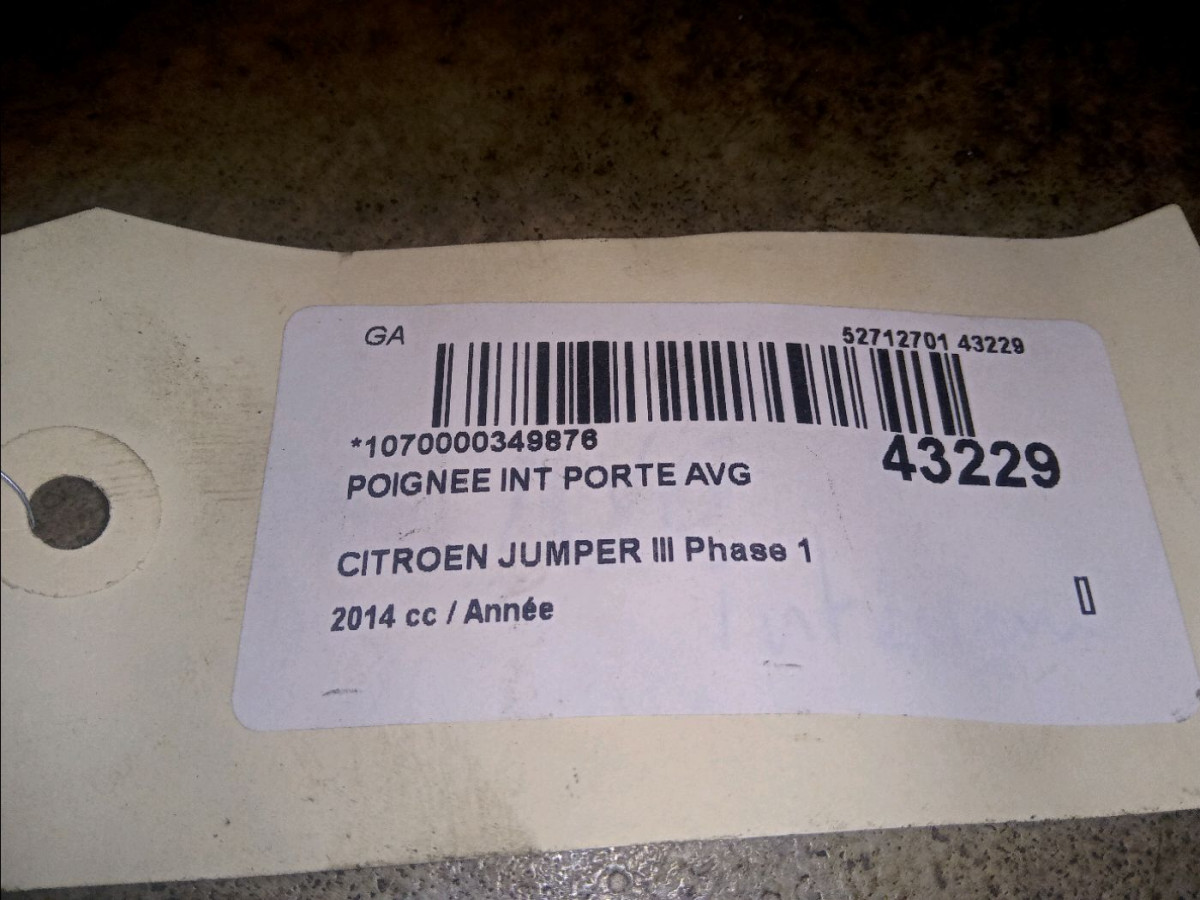 GA
52712701 43229
*1070000349876
43229
POIGNEE INT PORTE AVG
CITROEN JUMPER III Phase 1
2014 cc / Année